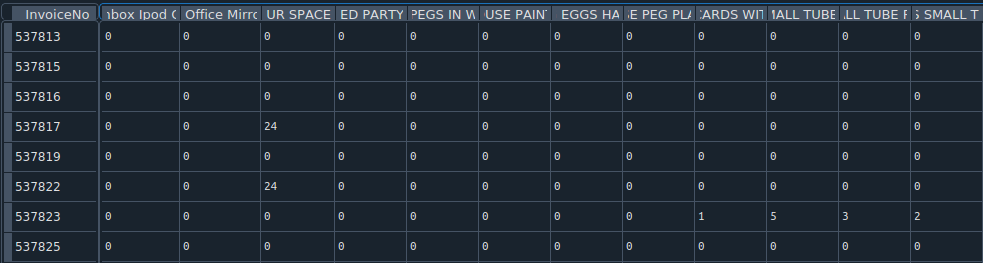 InvoiceNo nbox Ipod Office Mirro UR SPACE ED PARTY PEGS IN W USE PAINT EGGS HA E PEG PLA ARDS WIT ALL TUBE LL TUBE SMALL T
537813 0 0 0 0 0 0 0 0 0 0 0 0
537815 0 0 0 0 0 0 0 0 0 0 0 0
537816 0 0 0 0 0 0 0 0 0 0 0 0
537817 0 0 24 0 0 0 0 0 0 0 0 0
537819 0 0 0 0 0 0 0 0 0 0 0 0
537822 0 0 24 0 0 0 0 0 0 0 0 0
537823 0 0 0 0 0 0 0 0 1 5 3 2
537825 0 0 0 0 0 0 0 0 0 0 0 0